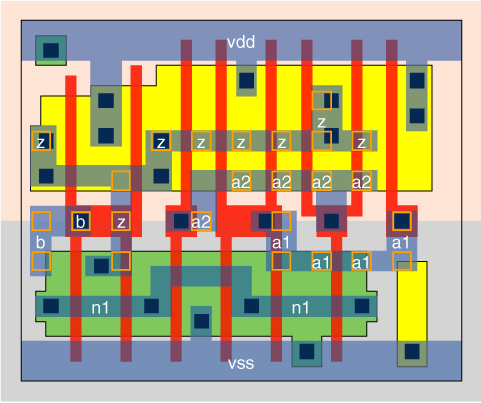 vdd
z
z z z z z z
a2 a2 a2 a2
b b z a2 a1 a1
a1 a1
n1 n1
vss